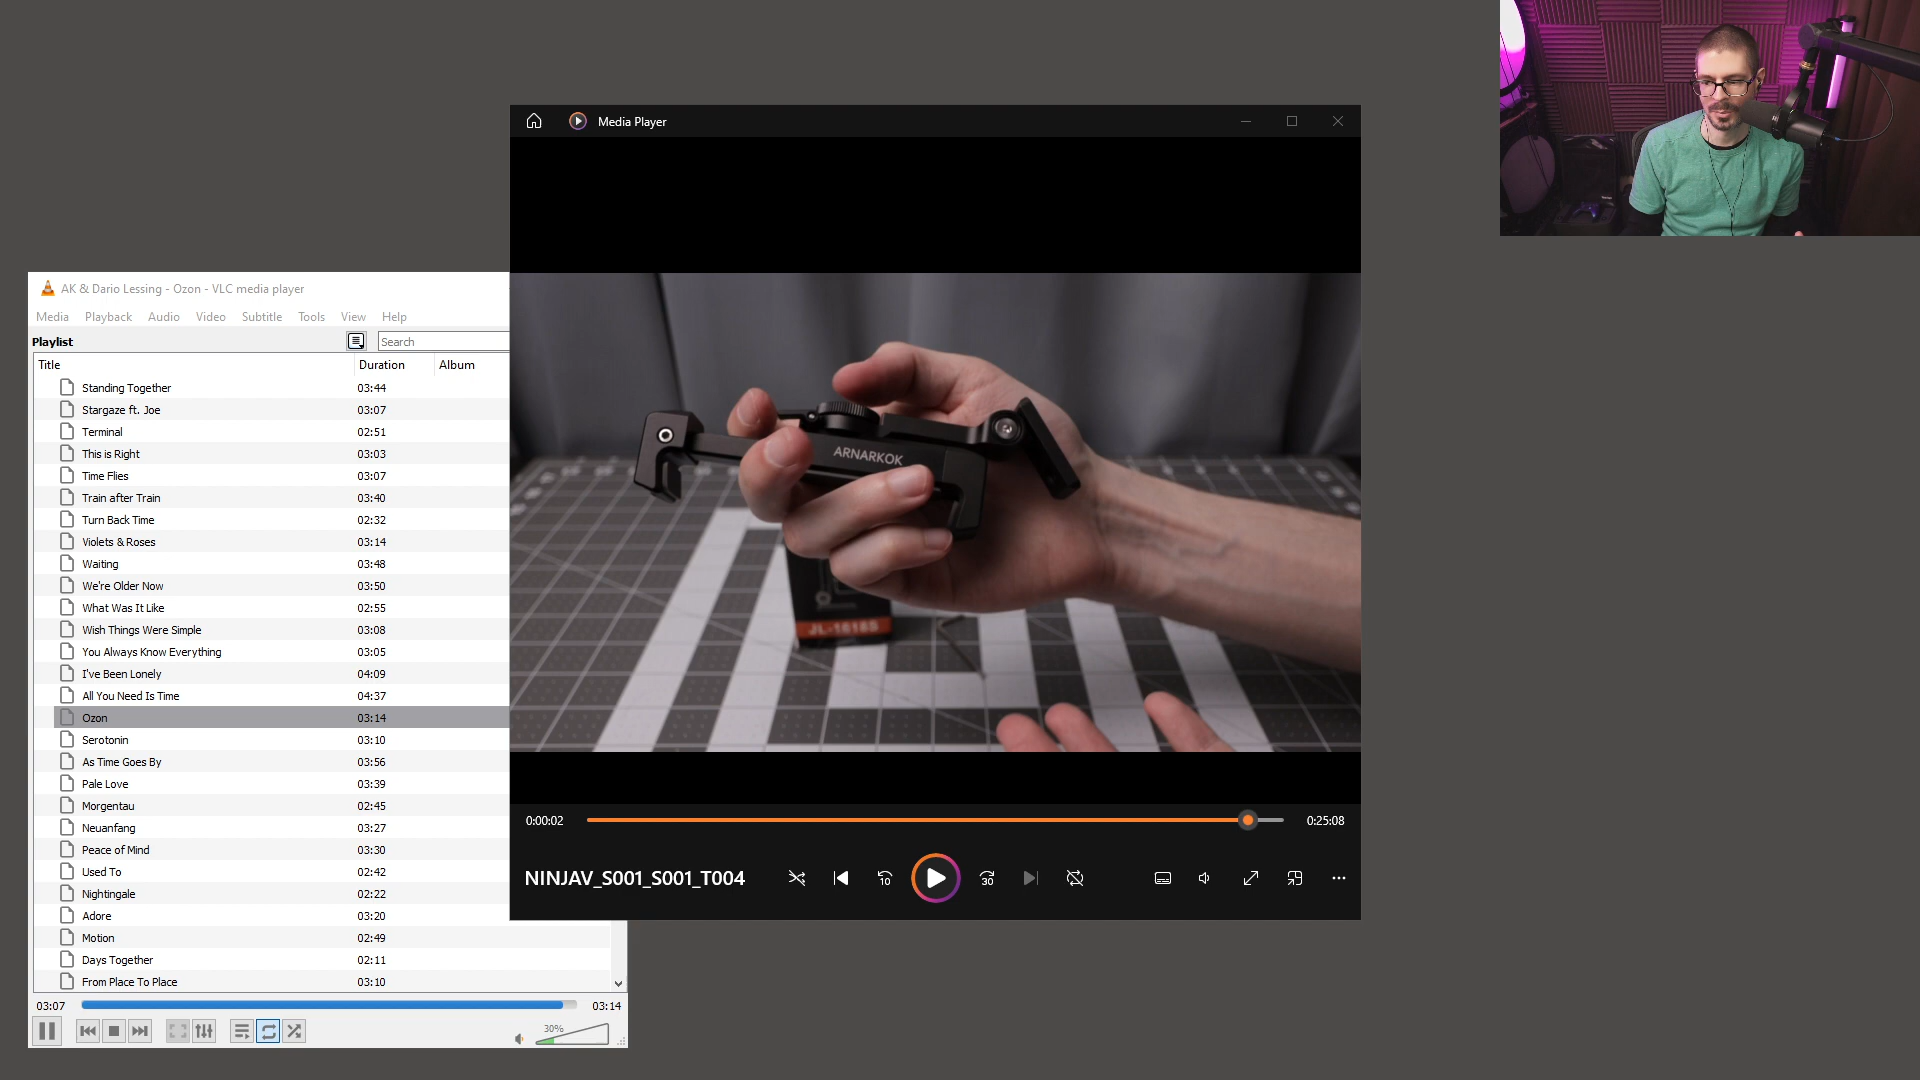 Media Player
AK & Dario Lessing - Ozon - VLC media player
Media Playback Audio Video Subtitle Tools View Help
Playlist
Search
Title Duration Album
Standing Together 03:44
Stargaze ft. Joe 03:07
Terminal 02:51
This is Right 03:03
Time Flies 03:07
Train after Train 03:40
Turn Back Time 02:32
Violets & Roses 03:14
Waiting 03:48
We're Older Now 03:50
What Was It Like 02:55
Wish Things Were Simple 03:08
You Always Know Everything 03:05
I've Been Lonely 04:09
All You Need Is Time 04:37
Ozon 03:14
Serotonin 03:10
As Time Goes By 03:56
Pale Love 03:39
Morgentau 02:45
Neuanfang 03:27
Peace of Mind 03:30
Used To 02:42
Nightingale 02:22
Adore 03:20
Motion 02:49
Days Together 02:11
From Place To Place 03:10
03:07 03:14
30%
ARNARKOK
JL-1618S
0:00:02 0:25:08
NINJAV_S001_S001_T004
10
30